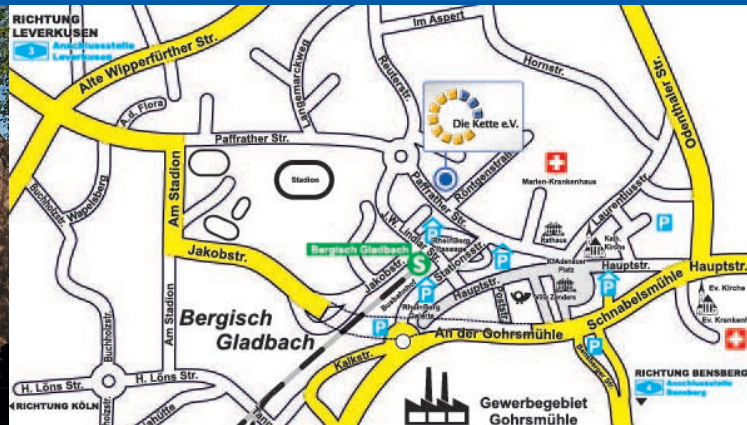 RICHTUNG
LEVERKUSEN
3
Anschlussstelle
Leverkusen
Alte Wipperfürther Str.
A.d. Flora
Langemarckweg
Im Aspert
Reuterstr.
Hornstr.
Odenthaler Str.
Die Kette e.V.
Paffrather Str.
Stadion
Am Stadion
Buchholzstr.
Wapelsberg
Röntgenstraße
Marien-Krankenhaus
Paffrather Str.
Laurentiusstr.
P
J.W. Lindlar Str.
P
RheinBerg
Passage
Rathaus
Kath.
Kirche
Bergisch Gladbach
S
Jakobstr.
Jakobstr.
Stationsstr.
P
Busbahnhof
K.-Adenauer
Platz
Hauptstr.
Hauptstr.
Hauptstr.
P
RheinBerg
Galerie
Poststr.
Villa Zanders
P
Ev. Kirche
Schnabelsmühle
Ev. Krankenh
Am Stadion
Buchholzstr.
Bergisch
Gladbach
P
An der Gohrsmühle
P
Bensberger Str.
Kalkstr.
H. Löns Str.
H. Löns Str.
RICHTUNG KÖLN
RICHTUNG BENSBERG
4
Anschlussstelle
Bensberg
Gewerbegebiet
Gohrsmühle